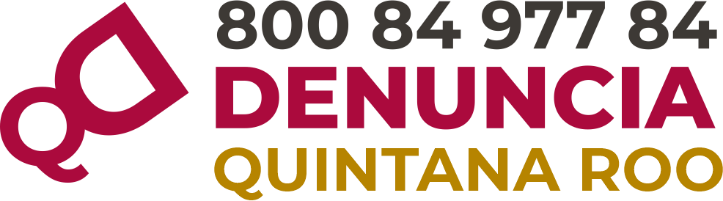 800 84 977 84
DENUNCIA
QUINTANA ROO